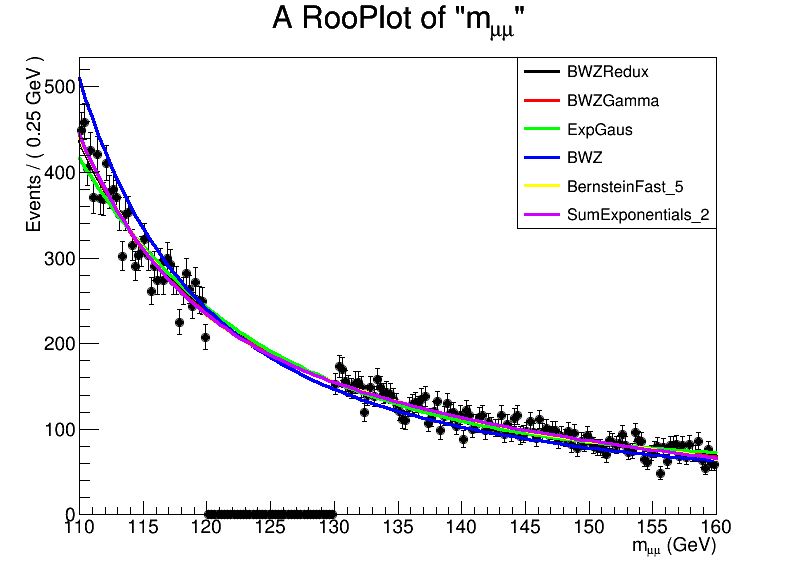 A RooPlot of "mμμ"
Events / ( 0.25 GeV )
500
400
300
200
100
0
BWZRedux
BWZGamma
ExpGaus
BWZ
BernsteinFast_5
SumExponentials_2
110 115 120 125 130 135 140 145 150 155 160
mμμ (GeV)